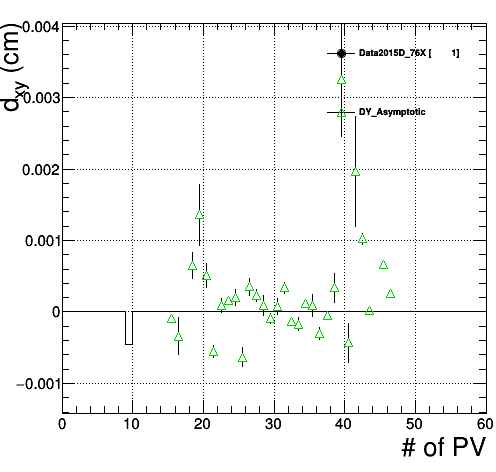 0.004
d_xy (cm)
Data2015D_76X [ 1]
0.003
DY_Asymptotic
0.002
0.001
0
−0.001
0 10 20 30 40 50 60
# of PV